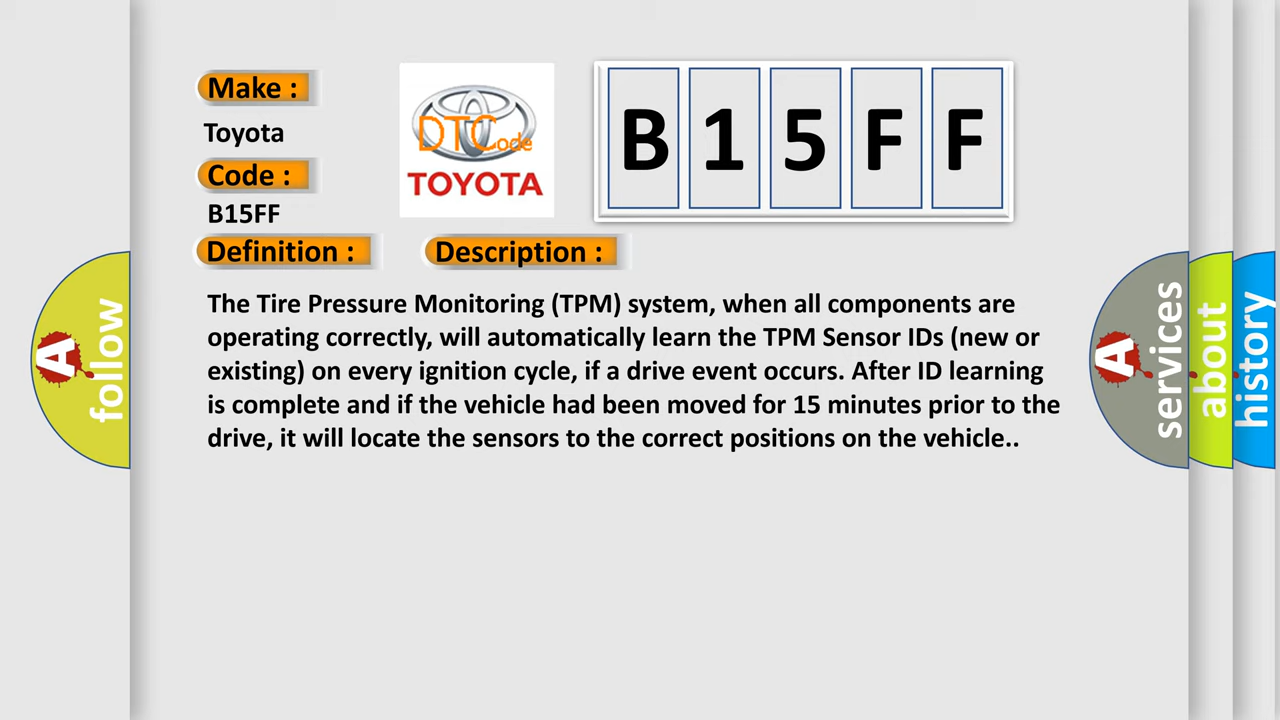 Make :
Toyota
Code :
B15FF
Definition :
Description :
DTCode
TOYOTA
B15FF
The Tire Pressure Monitoring (TPM) system, when all components are
operating correctly, will automatically learn the TPM Sensor IDs (new or
existing) on every ignition cycle, if a drive event occurs. After ID learning
is complete and if the vehicle had been moved for 15 minutes prior to the
drive, it will locate the sensors to the correct positions on the vehicle..
A
follow
A
services
about
history